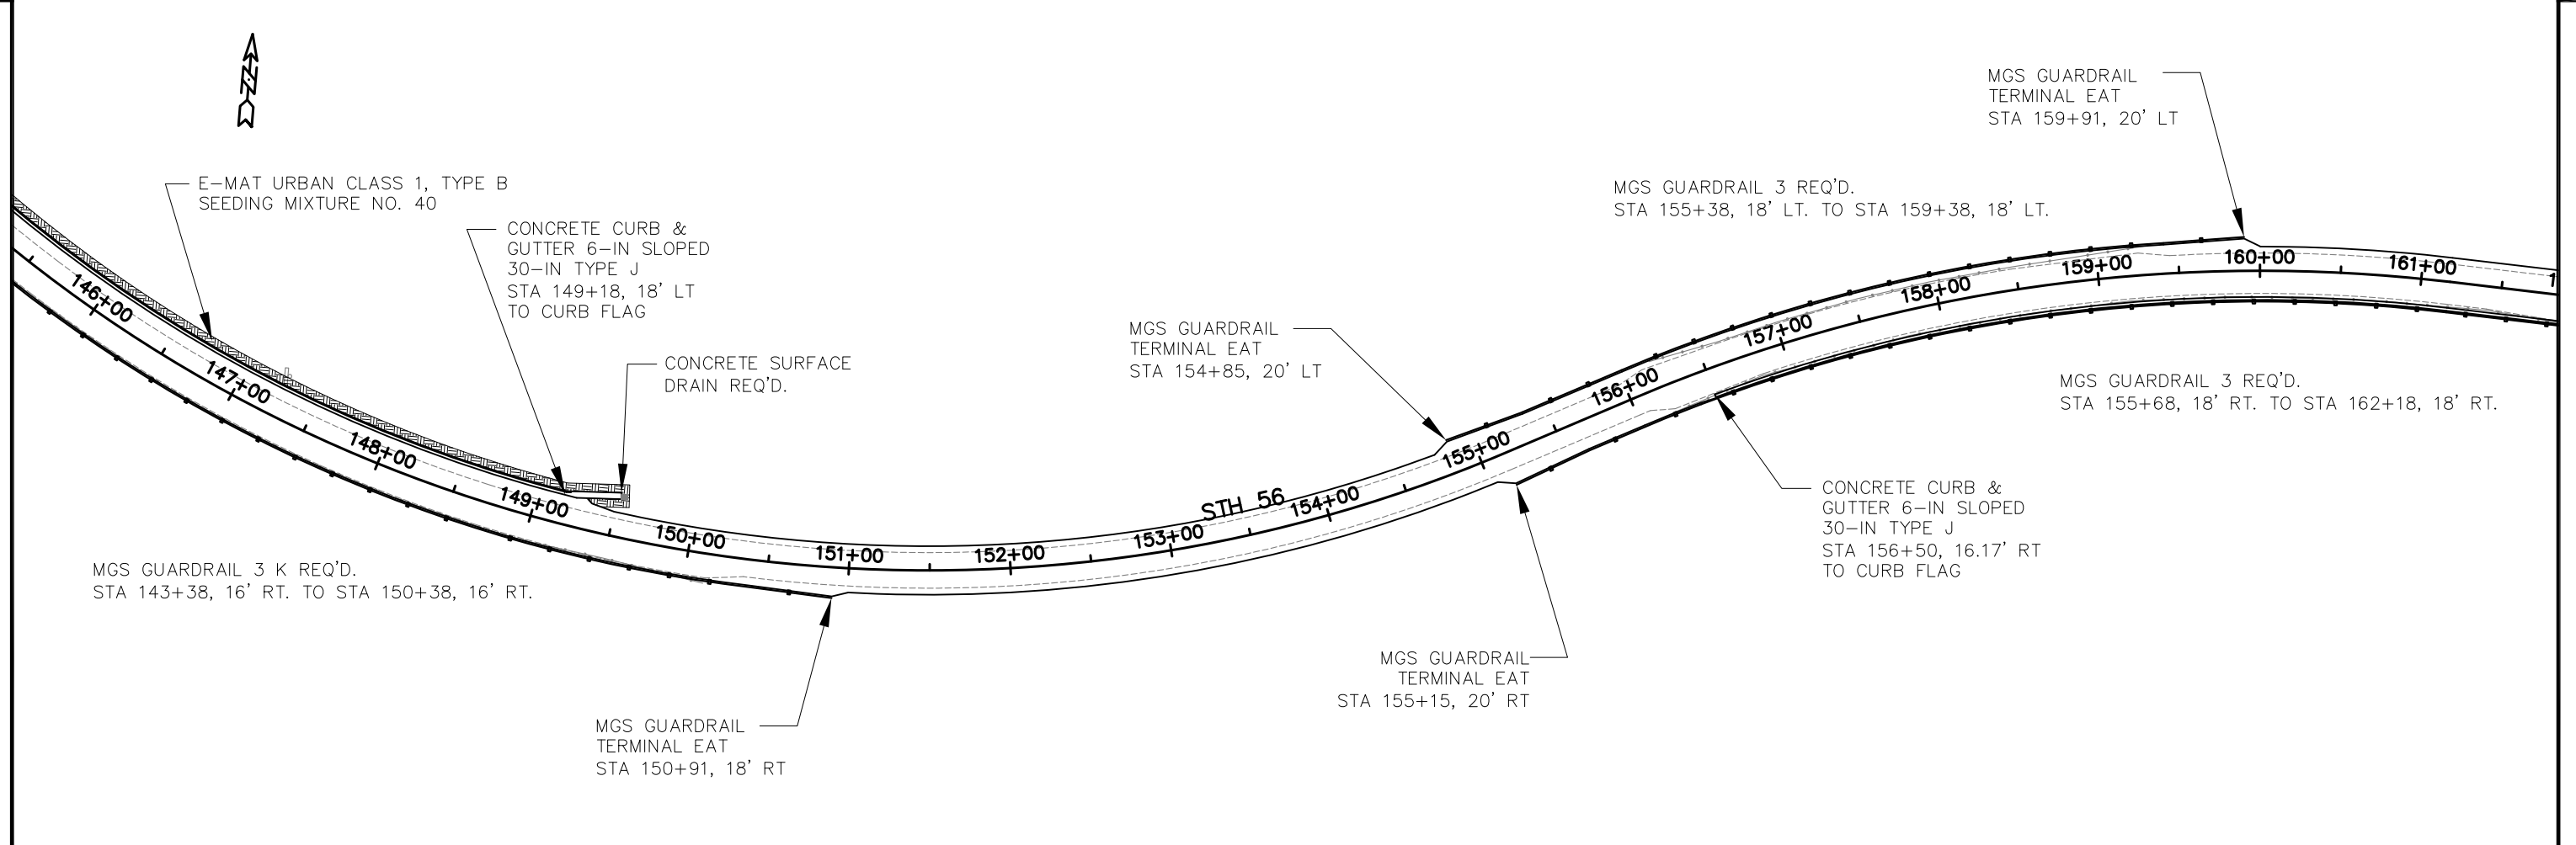 N
MGS GUARDRAIL
TERMINAL EAT
STA 159+91, 20' LT
E-MAT URBAN CLASS 1, TYPE B
SEEDING MIXTURE NO. 40
MGS GUARDRAIL 3 REQ'D.
STA 155+38, 18' LT. TO STA 159+38, 18' LT.
CONCRETE CURB &
GUTTER 6-IN SLOPED
30-IN TYPE J
STA 149+18, 18' LT
TO CURB FLAG
MGS GUARDRAIL
TERMINAL EAT
STA 154+85, 20' LT
CONCRETE SURFACE
DRAIN REQ'D.
146+00
147+00
148+00
149+00
150+00
151+00
152+00
153+00
STH 56
154+00
155+00
156+00
157+00
158+00
159+00
160+00
161+00
1
MGS GUARDRAIL 3 REQ'D.
STA 155+68, 18' RT. TO STA 162+18, 18' RT.
CONCRETE CURB &
GUTTER 6-IN SLOPED
30-IN TYPE J
STA 156+50, 16.17' RT
TO CURB FLAG
MGS GUARDRAIL 3 K REQ'D.
STA 143+38, 16' RT. TO STA 150+38, 16' RT.
MGS GUARDRAIL
TERMINAL EAT
STA 155+15, 20' RT
MGS GUARDRAIL
TERMINAL EAT
STA 150+91, 18' RT